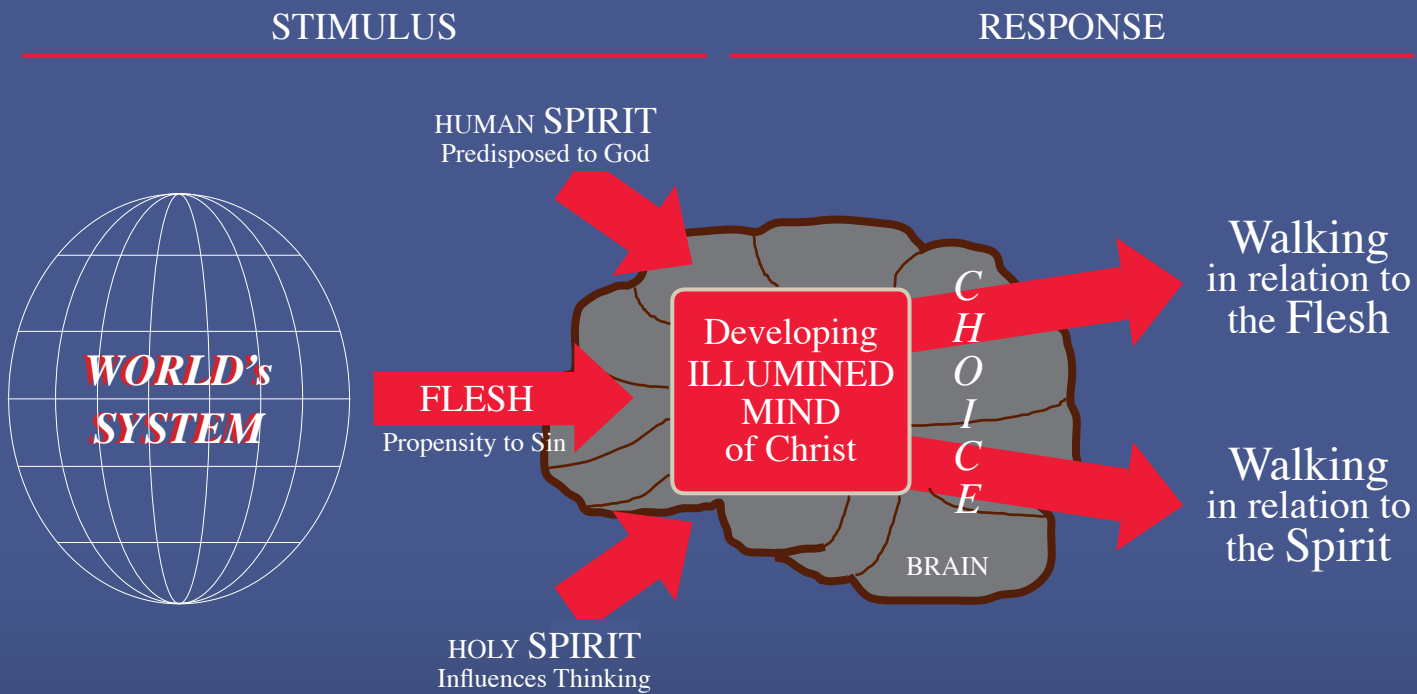 STIMULUS
RESPONSE
HUMAN SPIRIT
Predisposed to God
WORLD's
SYSTEM
FLESH
Propensity to Sin
HOLY SPIRIT
Influences Thinking
Developing
ILLUMINED
MIND
of Christ
CHOICE
BRAIN
Walking
in relation to
the Flesh
Walking
in relation to
the Spirit